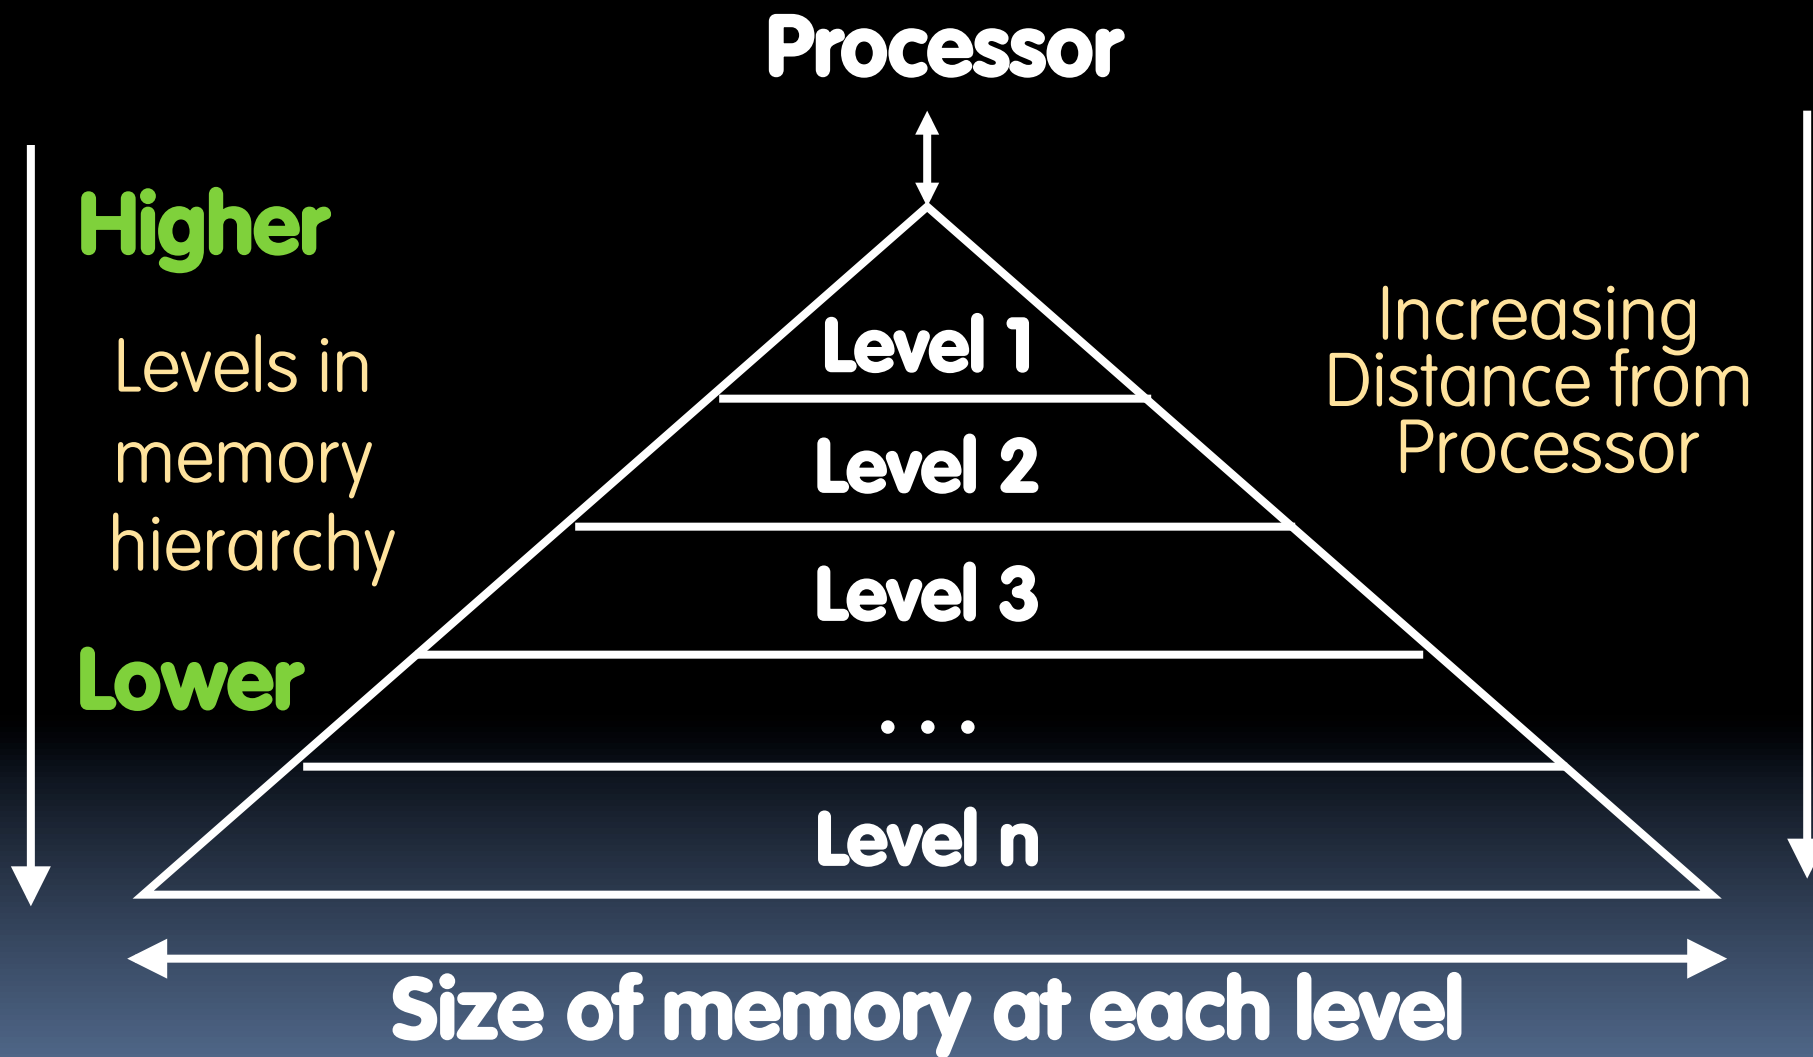 Processor
Higher
Levels in
memory
hierarchy
Lower
Level 1
Level 2
Level 3
. . .
Level n
Increasing
Distance from
Processor
Size of memory at each level